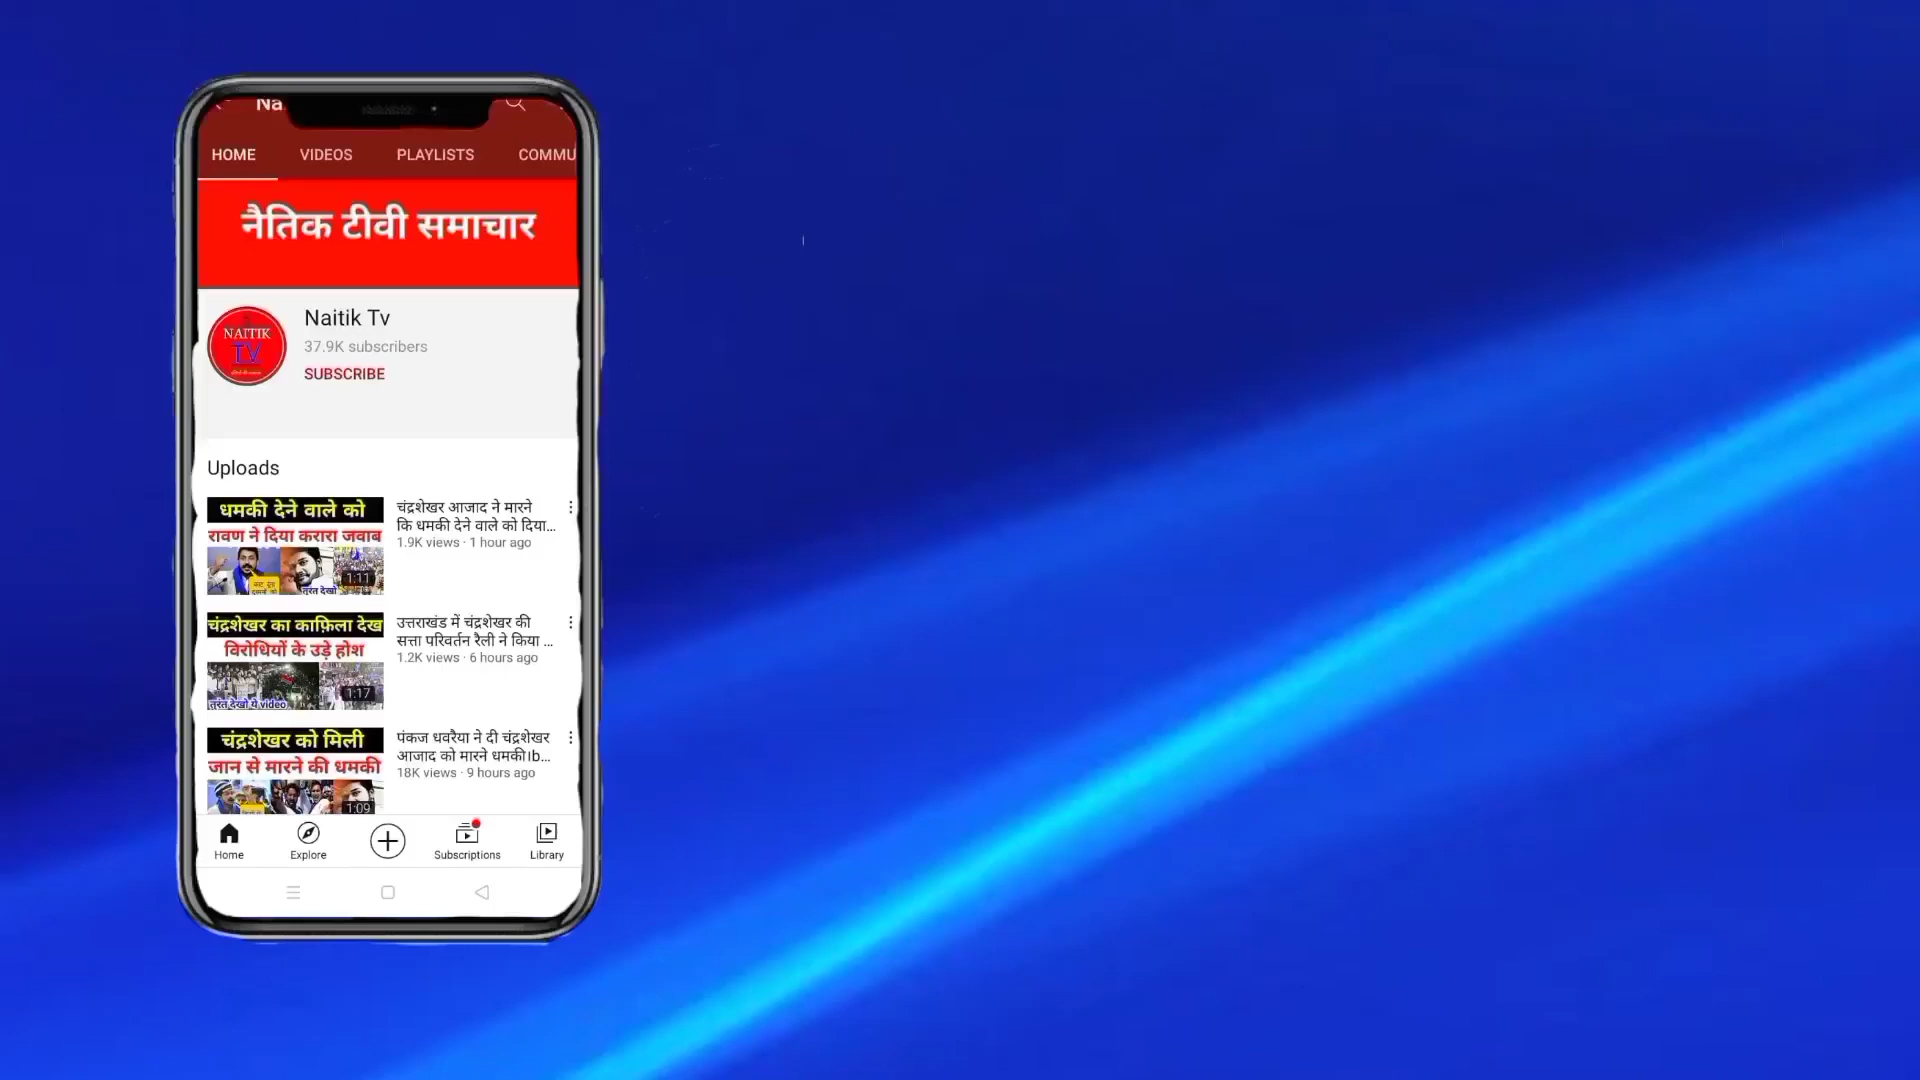 Na
HOME VIDEOS PLAYLISTS COMMU
नैतिक टीवी समाचार
NAITIK
TV
Naitik Tv
37.9K subscribers
SUBSCRIBE
Uploads
धमकी देने वाले को
रावण ने दिया करारा जवाब
तुरंत देखो
1:11
चंद्रशेखर आजाद ने मारने
कि धमकी देने वाले को दिया...
1.9K views · 1 hour ago
चंद्रशेखर का काफ़िला देख
विरोधियों के उड़े होश
तुरंत देखो ये video
1:17
उत्तराखंड में चंद्रशेखर की
सत्ता परिवर्तन रैली ने किया ...
1.2K views · 6 hours ago
चंद्रशेखर को मिली
जान से मारने की धमकी
1:09
पंकज धवरैया ने दी चंद्रशेखर
आजाद को मारने धमकी।b...
18K views · 9 hours ago
Home Explore Subscriptions Library